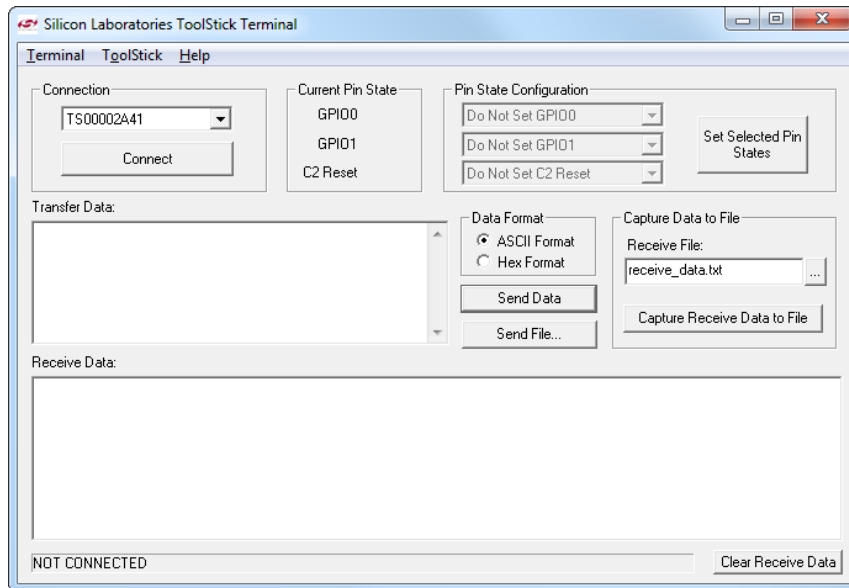 Silicon Laboratories ToolStick Terminal
Terminal ToolStick Help
Connection
TS00002A41
Connect
Current Pin State
GPIO0
GPIO1
C2 Reset
Pin State Configuration
Do Not Set GPIO0
Do Not Set GPIO1
Do Not Set C2 Reset
Set Selected Pin
States
Transfer Data:
Data Format
ASCII Format
Hex Format
Send Data
Send File...
Capture Data to File
Receive File:
receive_data.txt
...
Capture Receive Data to File
Receive Data:
NOT CONNECTED
Clear Receive Data